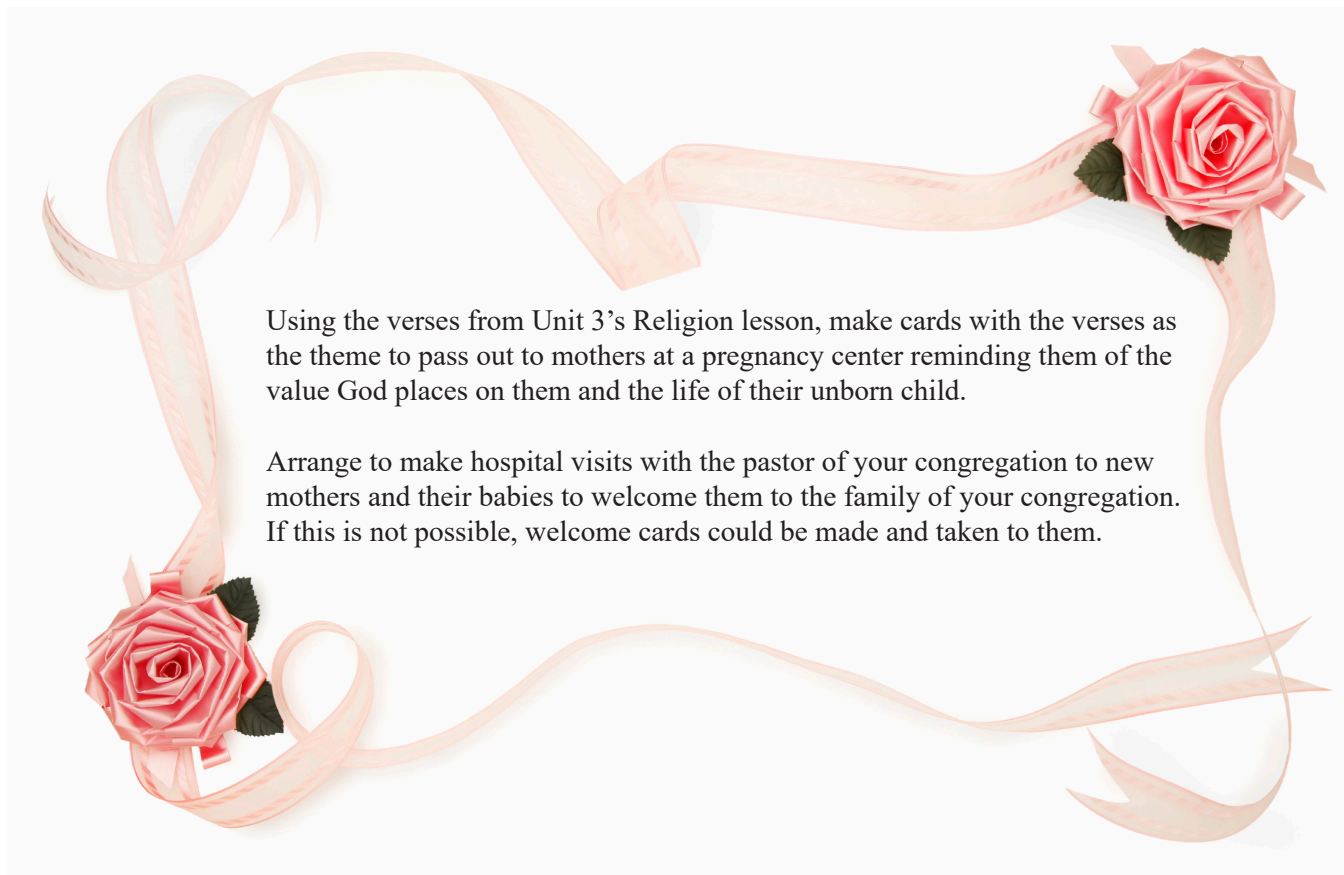 Using the verses from Unit 3’s Religion lesson, make cards with the verses as
the theme to pass out to mothers at a pregnancy center reminding them of the
value God places on them and the life of their unborn child.
Arrange to make hospital visits with the pastor of your congregation to new
mothers and their babies to welcome them to the family of your congregation.
If this is not possible, welcome cards could be made and taken to them.